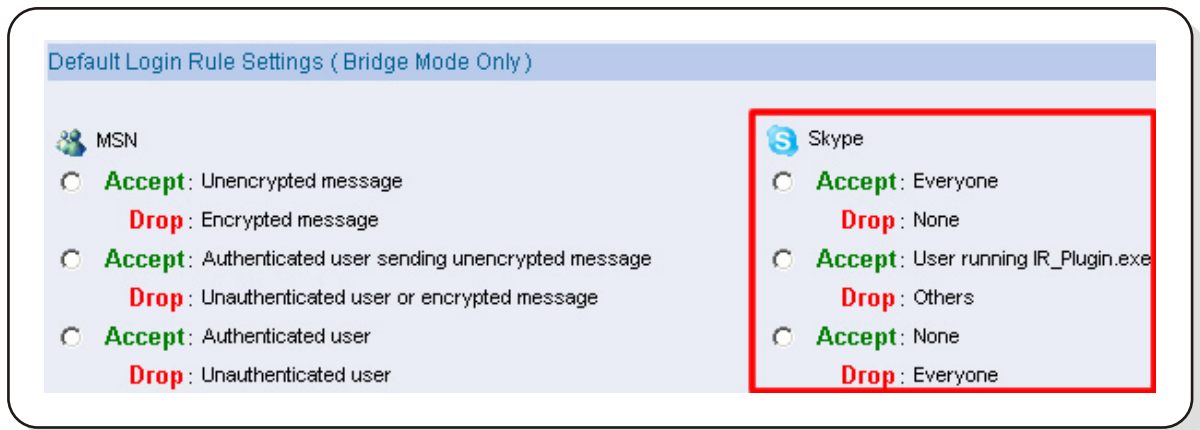 Default Login Rule Settings ( Bridge Mode Only )
MSN
Accept : Unencrypted message
Drop : Encrypted message
Accept : Authenticated user sending unencrypted message
Drop : Unauthenticated user or encrypted message
Accept : Authenticated user
Drop : Unauthenticated user
Skype
Accept : Everyone
Drop : None
Accept : User running IR_Plugin.exe
Drop : Others
Accept : None
Drop : Everyone